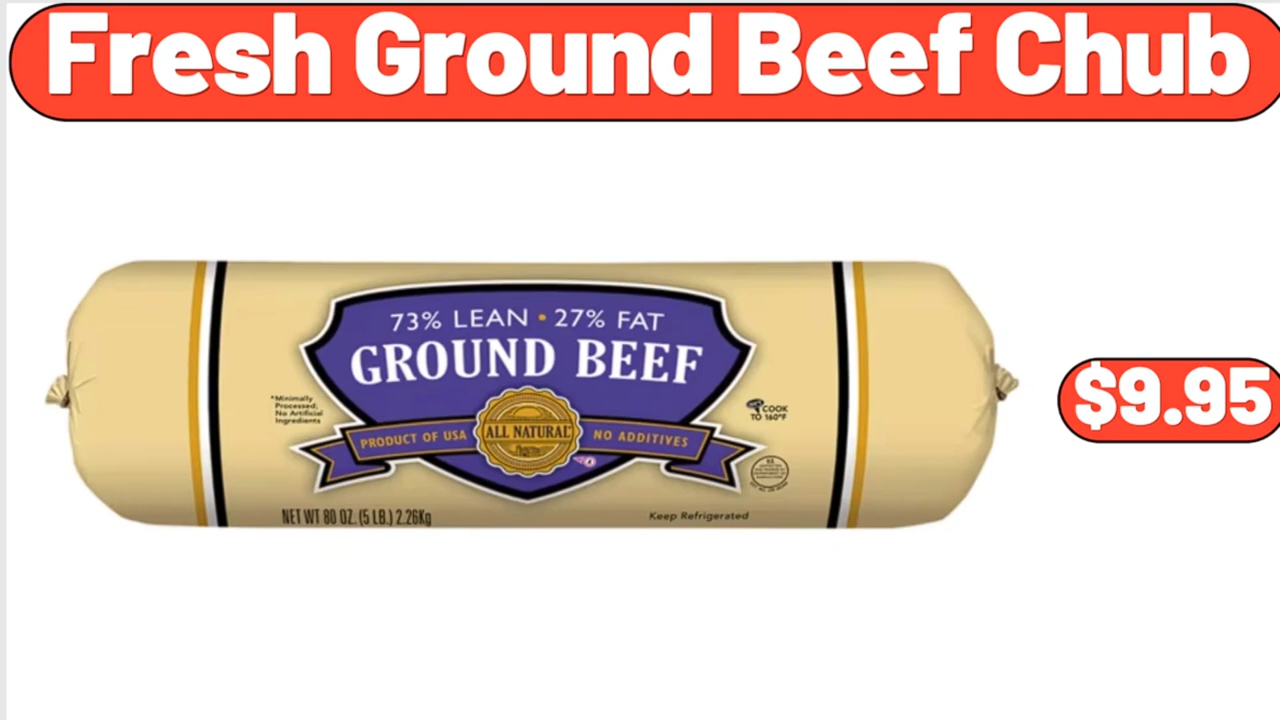 Fresh Ground Beef Chub
73% LEAN • 27% FAT
GROUND BEEF
*Minimally
Processed;
No Artificial
Ingredients
COOK
TO 160°F
$9.95
PRODUCT OF USA
ALL NATURAL*
NO ADDITIVES
NET WT 80 OZ. (5 LB.) 2.26Kg
Keep Refrigerated